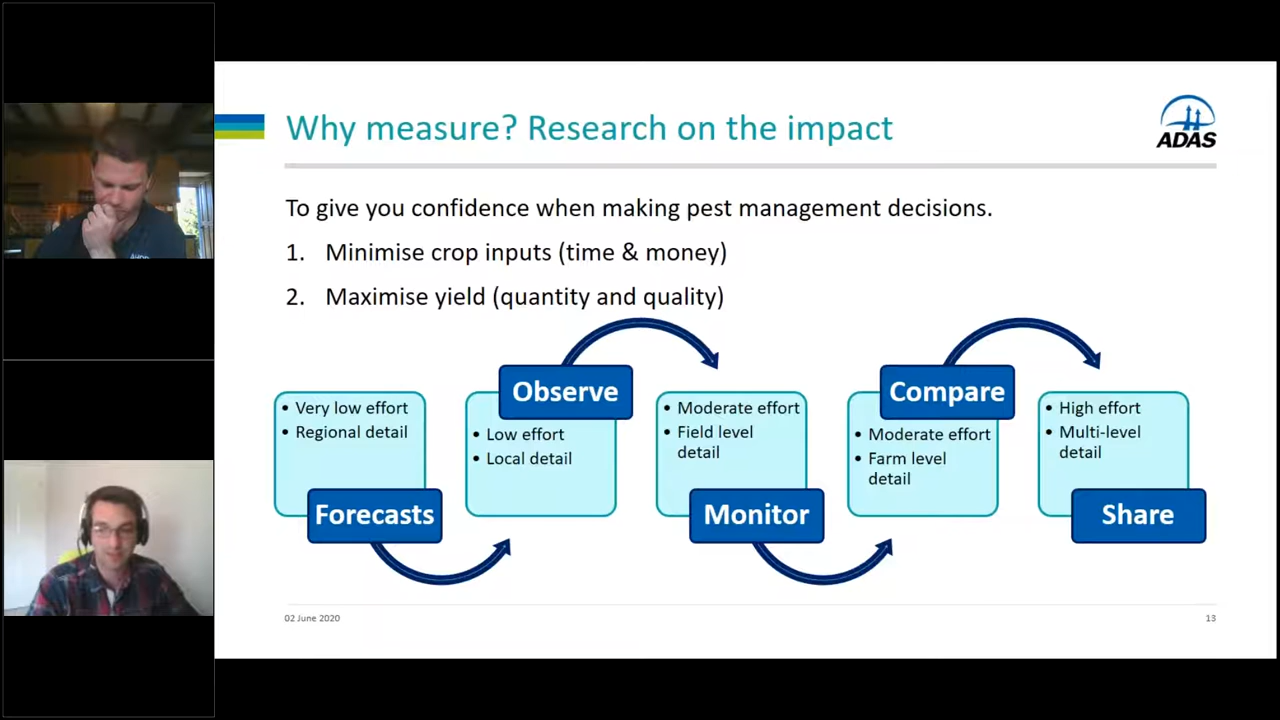 Why measure? Research on the impact
ADAS
To give you confidence when making pest management decisions.
1. Minimise crop inputs (time & money)
2. Maximise yield (quantity and quality)
• Very low effort
• Regional detail
Forecasts
Observe
• Low effort
• Local detail
• Moderate effort
• Field level
detail
Monitor
Compare
• Moderate effort
• Farm level
detail
• High effort
• Multi-level
detail
Share
02 June 2020
13